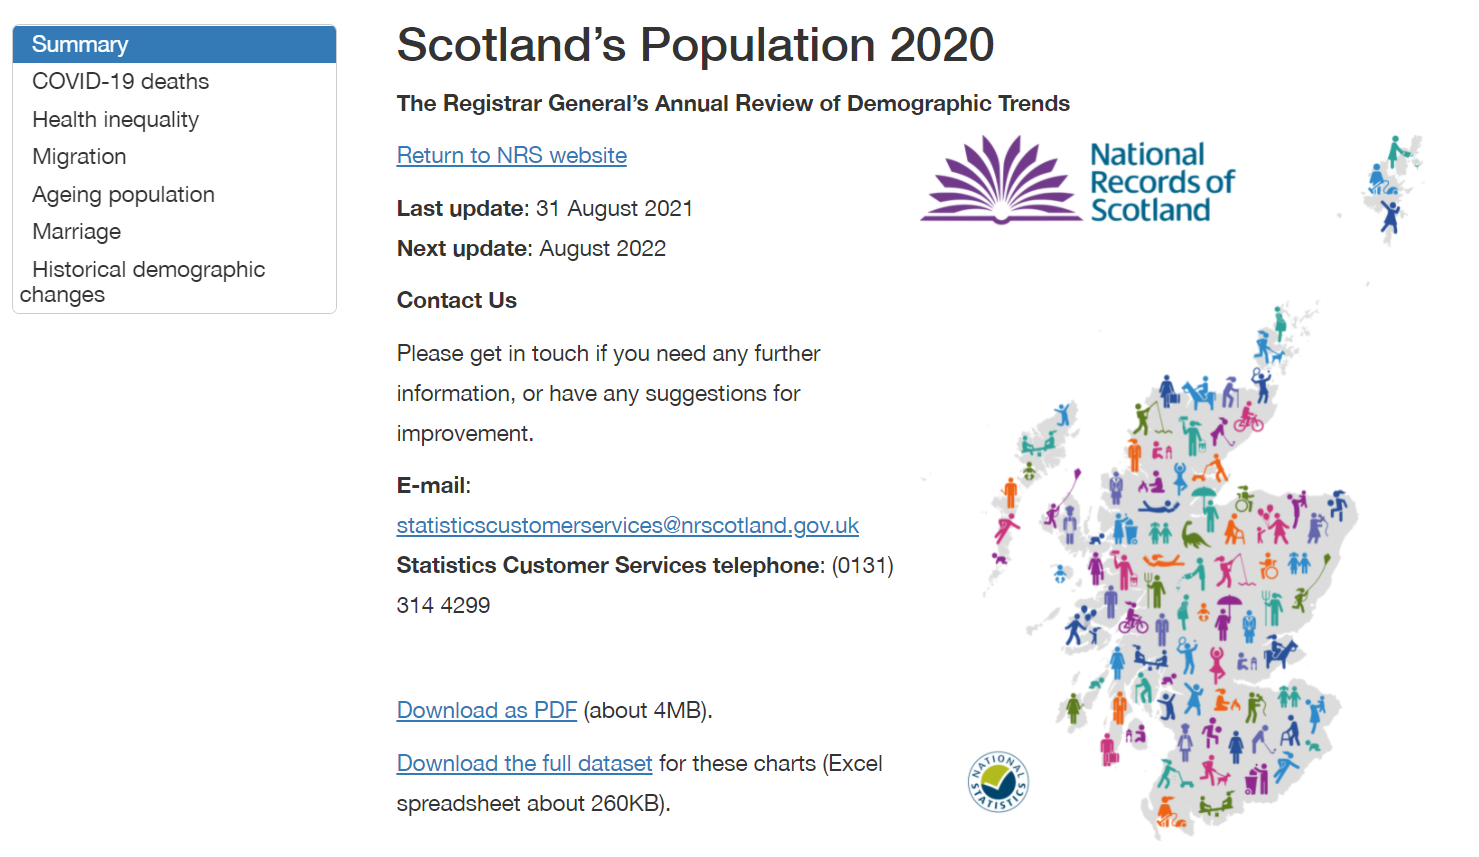 Summary
COVID-19 deaths
Health inequality
Migration
Ageing population
Marriage
Historical demographic
changes
Scotland’s Population 2020
The Registrar General’s Annual Review of Demographic Trends
Return to NRS website
Last update: 31 August 2021
Next update: August 2022
Contact Us
Please get in touch if you need any further
information, or have any suggestions for
improvement.
E-mail:
statisticscustomerservices@nrscotland.gov.uk
Statistics Customer Services telephone: (0131)
314 4299
Download as PDF (about 4MB).
Download the full dataset for these charts (Excel
spreadsheet about 260KB).
National
Records of
Scotland
NATIONAL
STATISTICS